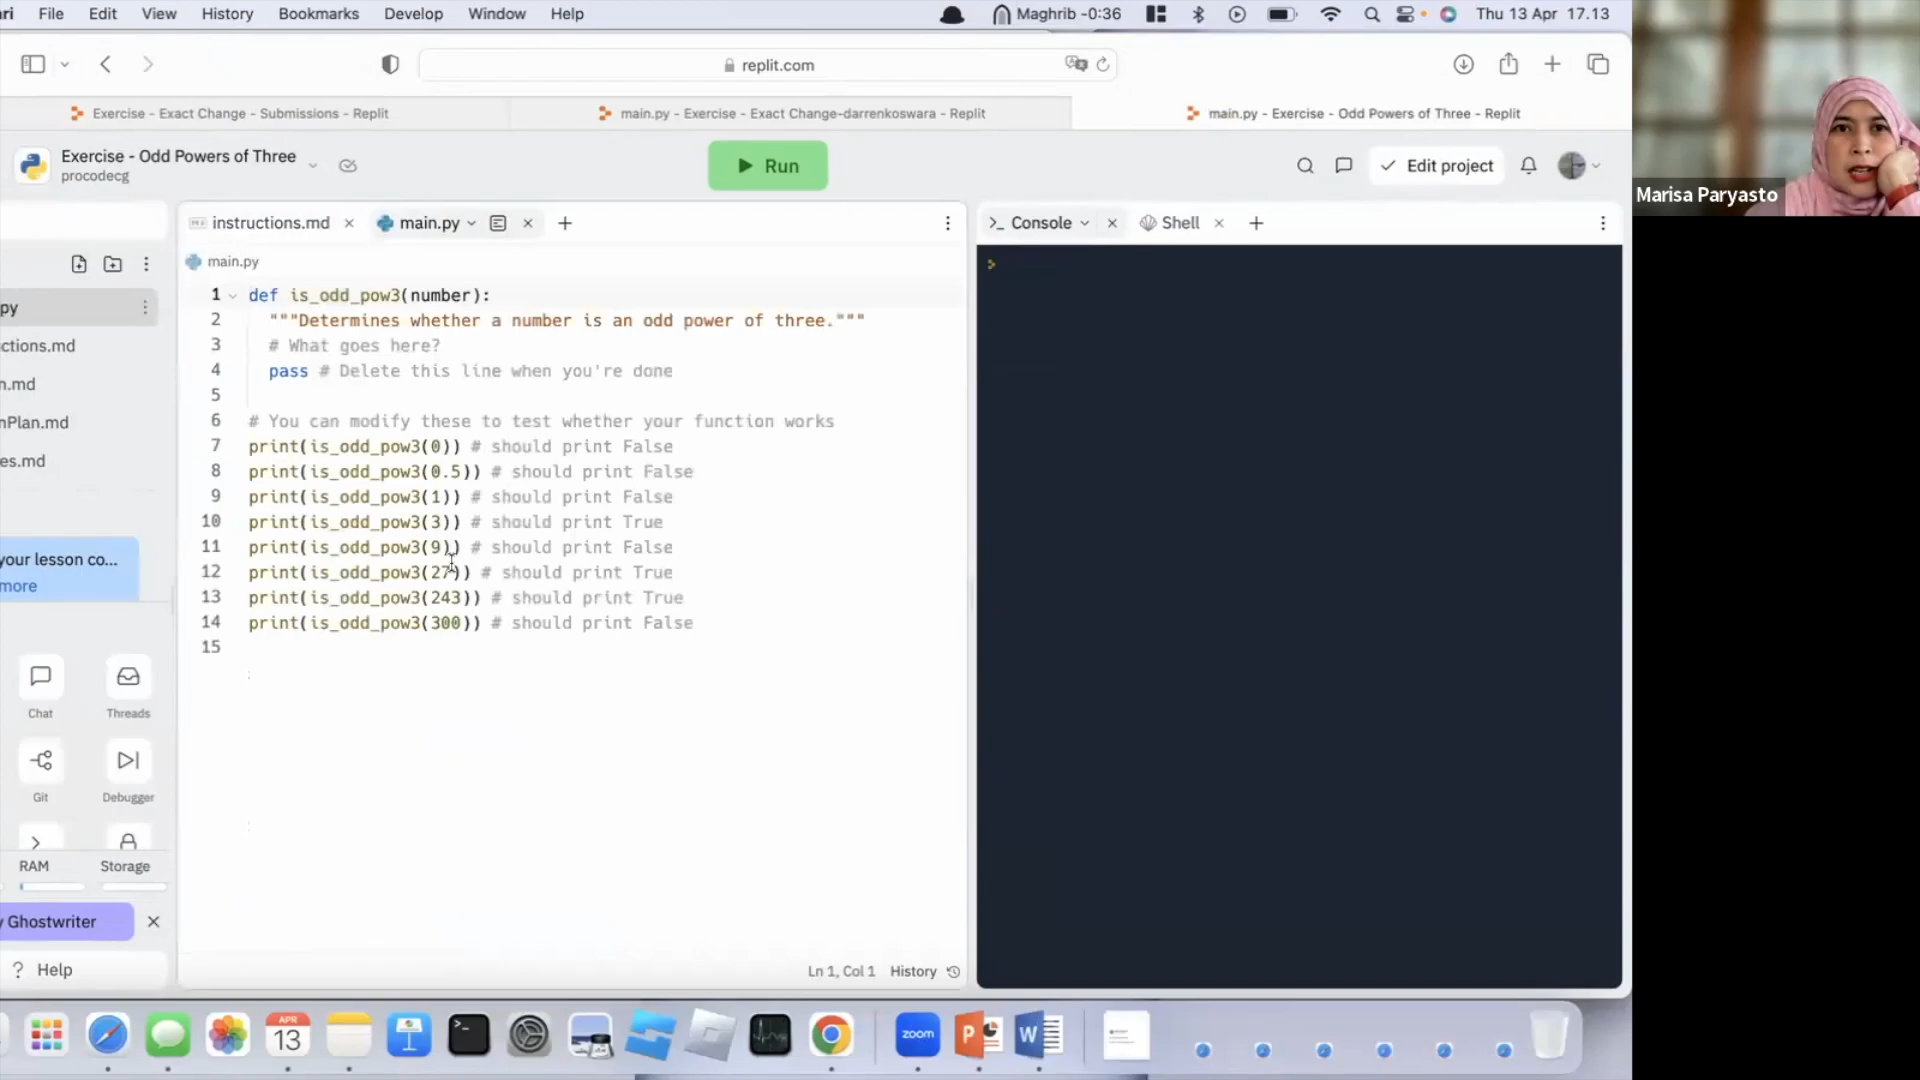 ri File Edit View History Bookmarks Develop Window Help Maghrib -0:36 Thu 13 Apr 17.13
replit.com
Exercise - Exact Change - Submissions - Replit
main.py - Exercise - Exact Change-darrenkoswara - Replit
main.py - Exercise - Odd Powers of Three - Replit
Exercise - Odd Powers of Three
procodecg
Run
Edit project
Marisa Paryasto
instructions.md
main.py
Console
Shell
main.py
py
ctions.md
n.md
nPlan.md
es.md
your lesson co...
more
Chat Threads
Git Debugger
RAM Storage
y Ghostwriter
? Help
1 def is_odd_pow3(number):
2 """Determines whether a number is an odd power of three."""
3 # What goes here?
4 pass # Delete this line when you're done
5
6 # You can modify these to test whether your function works
7 print(is_odd_pow3(0)) # should print False
8 print(is_odd_pow3(0.5)) # should print False
9 print(is_odd_pow3(1)) # should print False
10 print(is_odd_pow3(3)) # should print True
11 print(is_odd_pow3(9)) # should print False
12 print(is_odd_pow3(27)) # should print True
13 print(is_odd_pow3(243)) # should print True
14 print(is_odd_pow3(300)) # should print False
15
Ln 1, Col 1 History
APR
13
zoom
P
W